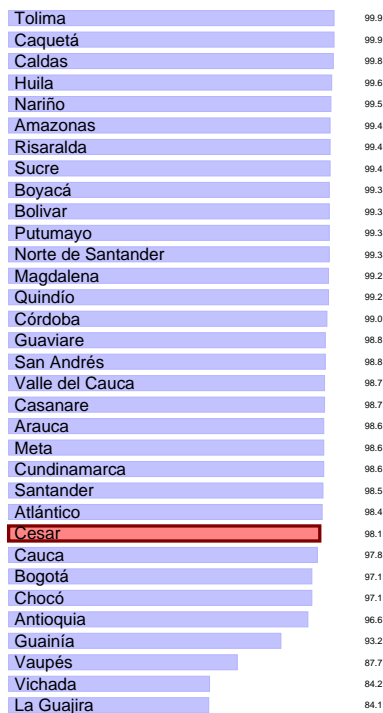 Tolima 99.9
Caquetá 99.9
Caldas 99.8
Huila 99.6
Nariño 99.5
Amazonas 99.4
Risaralda 99.4
Sucre 99.4
Boyacá 99.3
Bolivar 99.3
Putumayo 99.3
Norte de Santander 99.3
Magdalena 99.2
Quindío 99.2
Córdoba 99.0
Guaviare 98.8
San Andrés 98.8
Valle del Cauca 98.7
Casanare 98.7
Arauca 98.6
Meta 98.6
Cundinamarca 98.6
Santander 98.5
Atlántico 98.4
Cesar 98.1
Cauca 97.8
Bogotá 97.1
Chocó 97.1
Antioquia 96.6
Guainía 93.2
Vaupés 87.7
Vichada 84.2
La Guajira 84.1